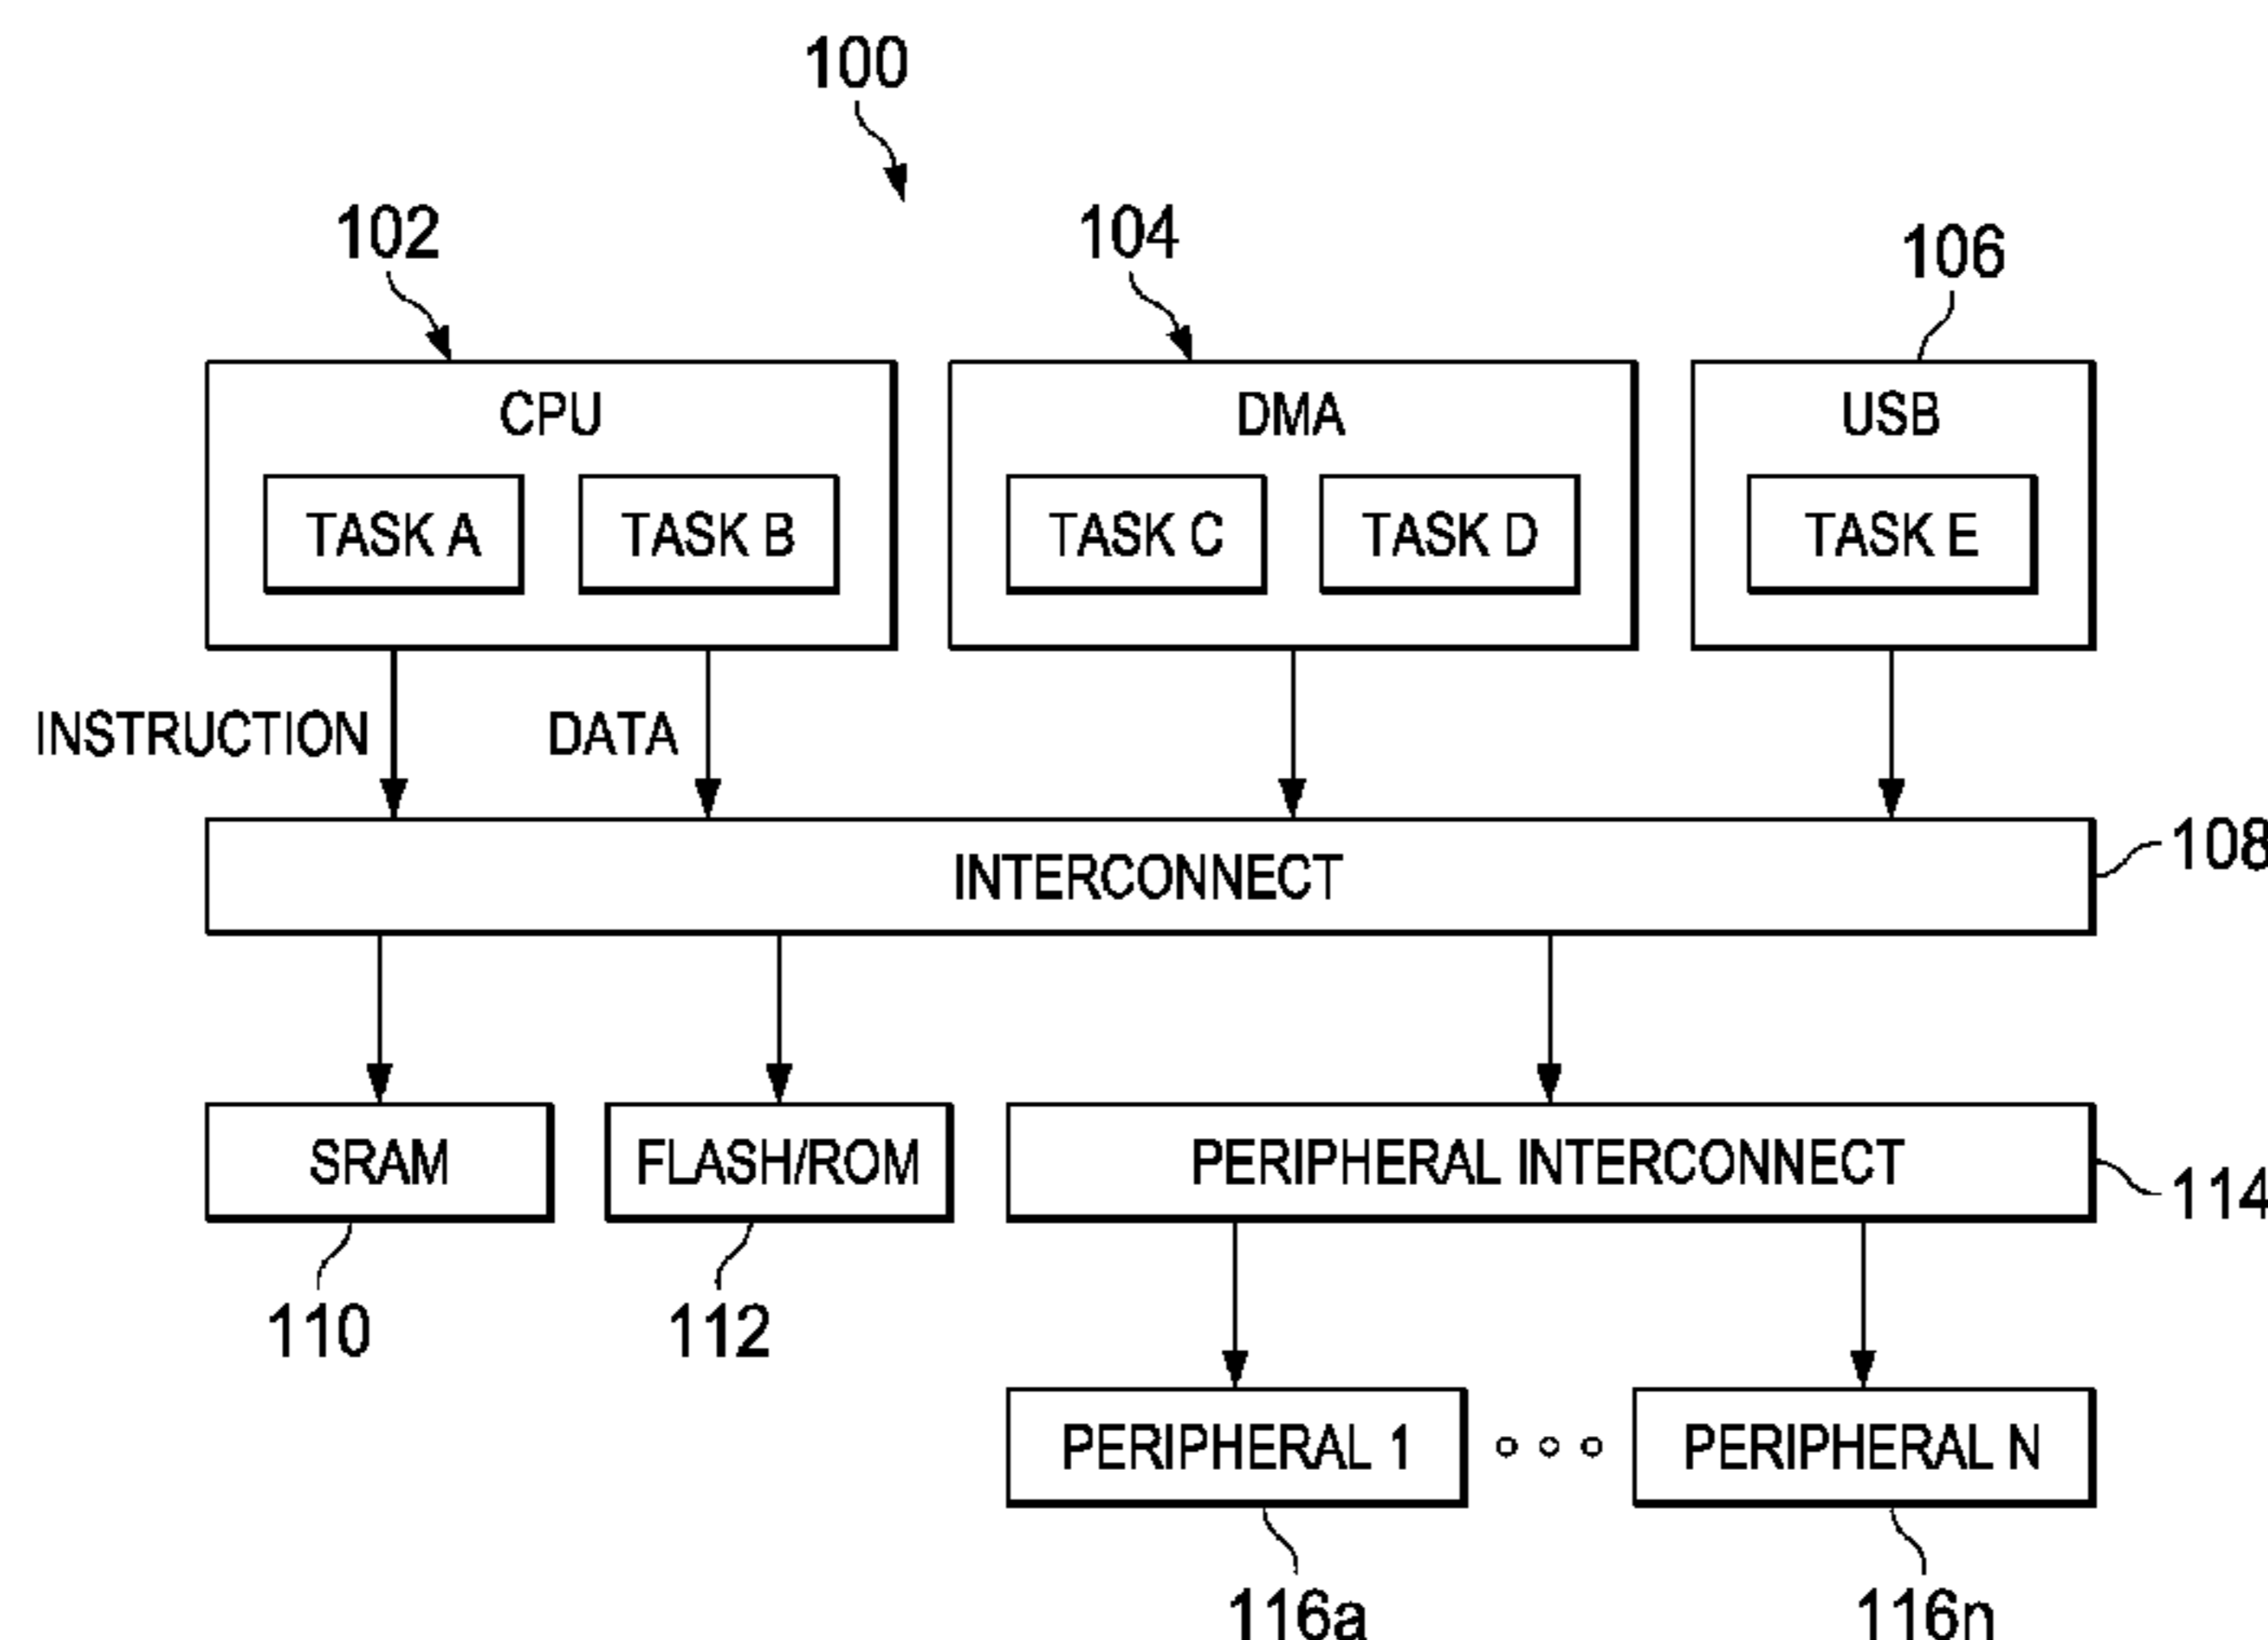 100
102
104
106
CPU
DMA
USB
TASK A
TASK B
TASK C
TASK D
TASK E
INSTRUCTION
DATA
INTERCONNECT
108
SRAM
FLASH/ROM
PERIPHERAL INTERCONNECT
114
110
112
PERIPHERAL 1
PERIPHERAL N
116a
116n